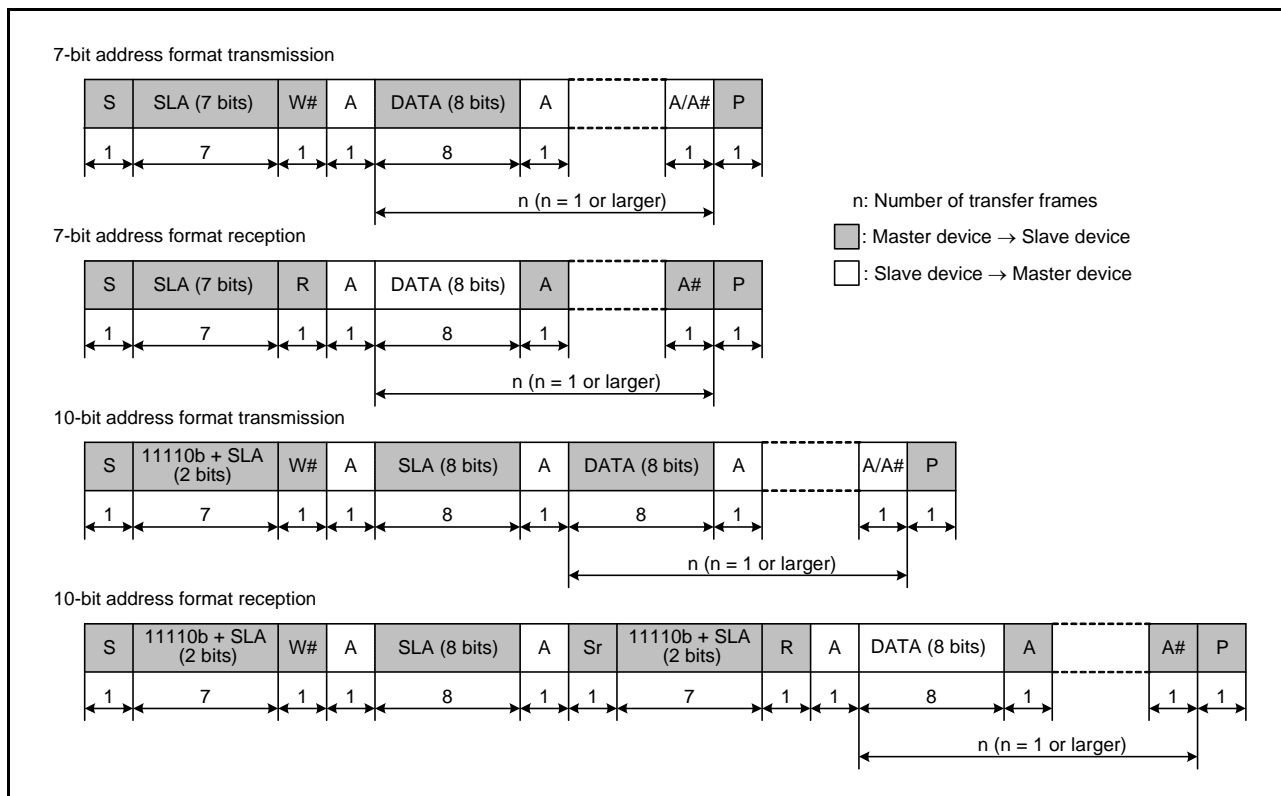 7-bit address format transmission
S SLA (7 bits) W# A DATA (8 bits) A A/A# P
1 7 1 1 8 1 1 1
n (n = 1 or larger)
n: Number of transfer frames
: Master device → Slave device
: Slave device → Master device
7-bit address format reception
S SLA (7 bits) R A DATA (8 bits) A A# P
1 7 1 1 8 1 1 1
n (n = 1 or larger)
10-bit address format transmission
S 11110b + SLA (2 bits) W# A SLA (8 bits) A DATA (8 bits) A A/A# P
1 7 1 1 8 1 8 1 1 1
n (n = 1 or larger)
10-bit address format reception
S 11110b + SLA (2 bits) W# A SLA (8 bits) A Sr 11110b + SLA (2 bits) R A DATA (8 bits) A A# P
1 7 1 1 8 1 1 7 1 1 8 1 1 1
n (n = 1 or larger)